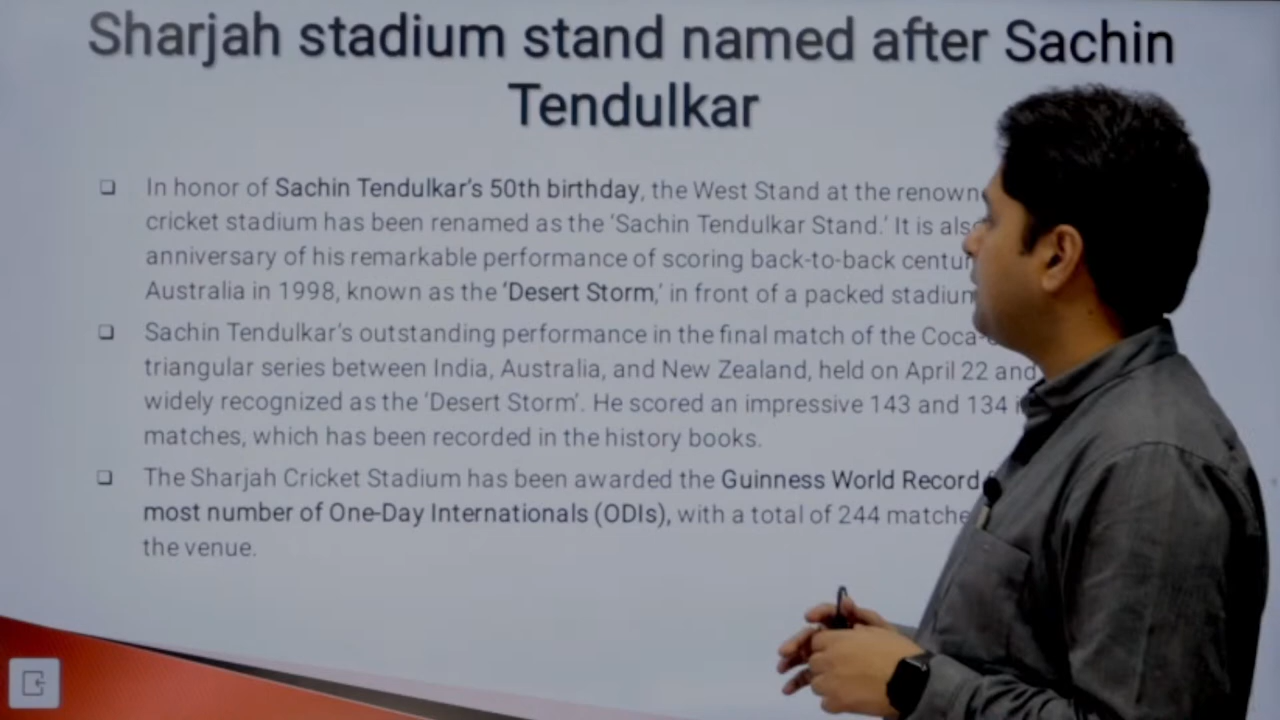 Sharjah stadium stand named after Sachin
Tendulkar
In honor of Sachin Tendulkar's 50th birthday, the West Stand at the
cricket stadium has been renamed as the 'Sachin Tendulkar Stand.' It is
anniversary of his remarkable performance of scoring back-to-back
Australia in 1998, known as the 'Desert Storm,' in front of a packed
Sachin Tendulkar's outstanding performance in the final match of the
triangular series between India, Australia, and New Zealand, held on April 22 and
widely recognized as the 'Desert Storm'. He scored an impressive 143 and 134
matches, which has been recorded in the history books.
The Sharjah Cricket Stadium has been awarded the Guinness World Record
most number of One-Day Internationals (ODIs), with a total of 244
the venue.